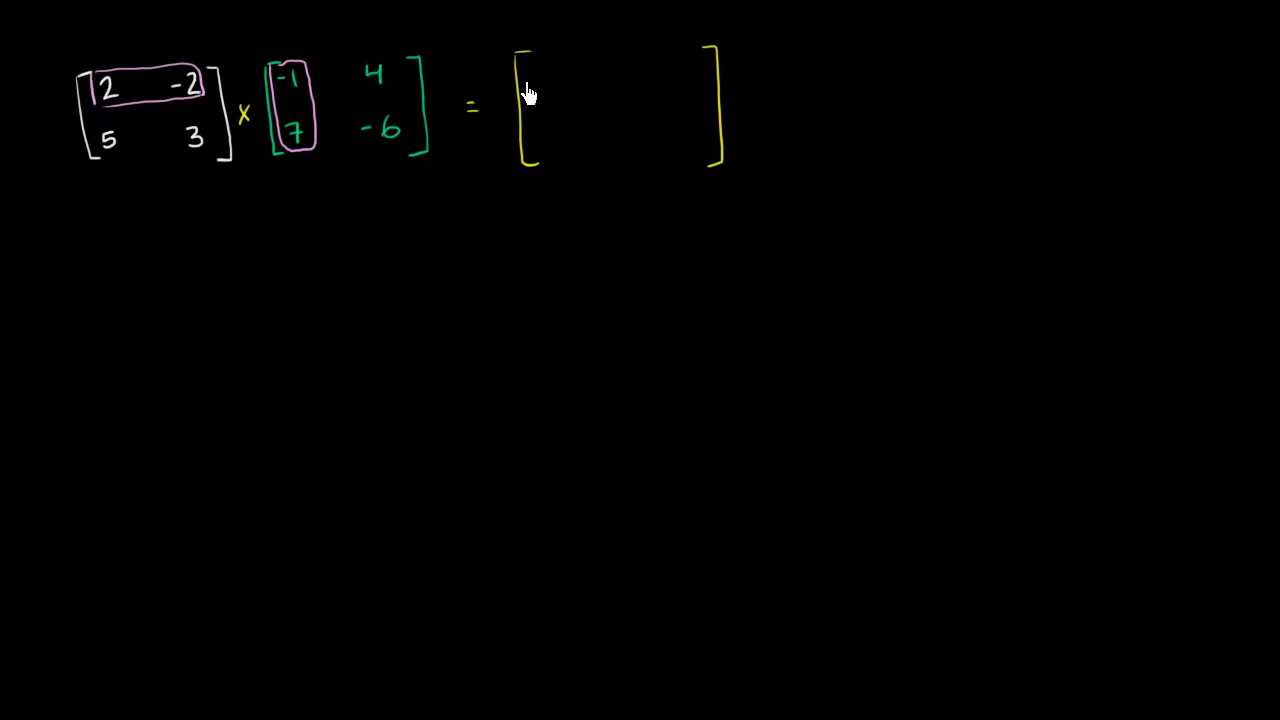 [2 -2] × [-1 4] = [ ]
[5 3] [7 -6]